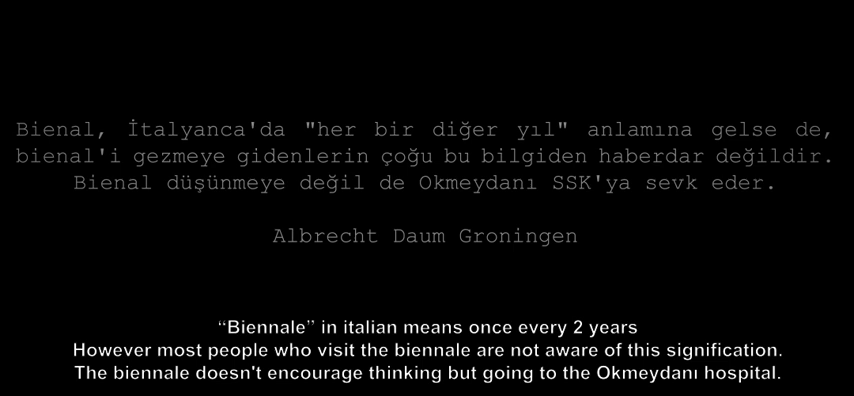 Bienal, İtalyanca'da "her bir diğer yıl" anlamına gelse de,
bienal'i gezmeye gidenlerin çoğu bu bilgiden haberdar değildir.
Bienal düşünmeye değil de Okmeydanı SSK'ya sevk eder.
Albrecht Daum Groningen
“Biennale” in italian means once every 2 years
However most people who visit the biennale are not aware of this signification.
The biennale doesn't encourage thinking but going to the Okmeydanı hospital.